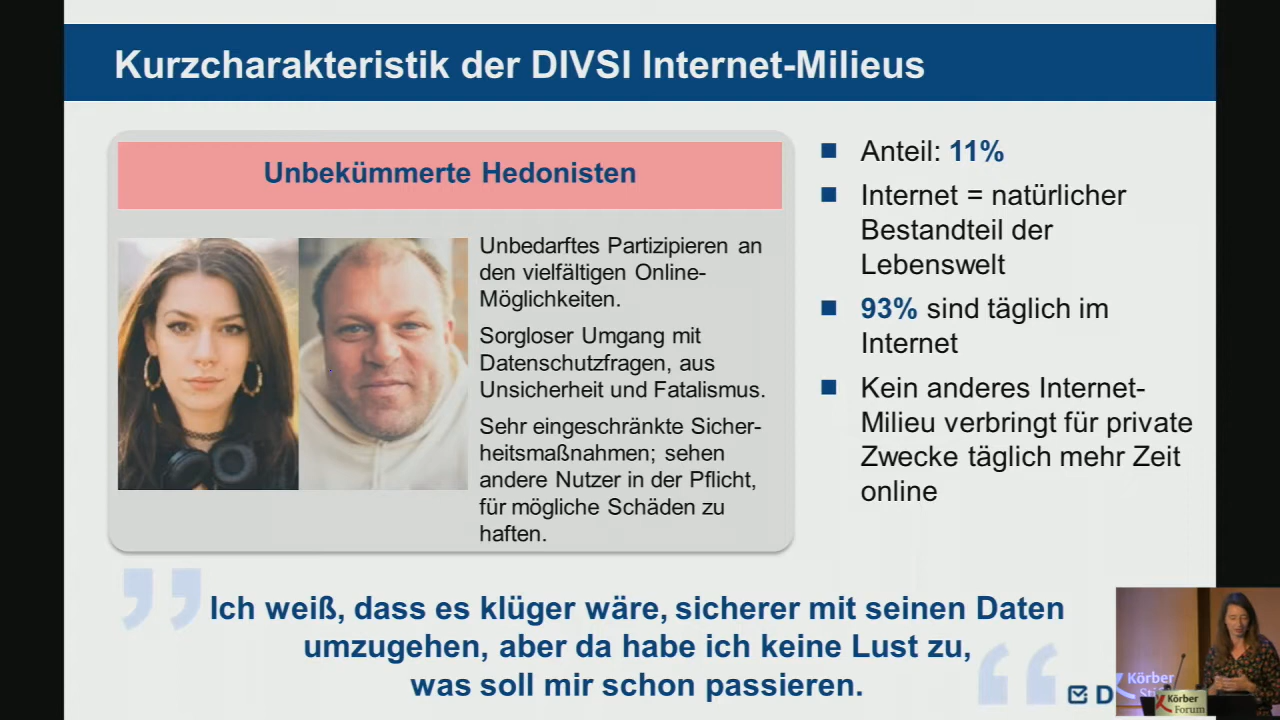 Kurzcharakteristik der DIVSI Internet-Milieus
Unbekümmerte Hedonisten
Unbedarftes Partizipieren an
den vielfältigen Online-
Möglichkeiten.
Sorgloser Umgang mit
Datenschutzfragen, aus
Unsicherheit und Fatalismus.
Sehr eingeschränkte Sicher-
heitsmaßnahmen; sehen
andere Nutzer in der Pflicht,
für mögliche Schäden zu
haften.
Anteil: 11%
Internet = natürlicher
Bestandteil der
Lebenswelt
93% sind täglich im
Internet
Kein anderes Internet-
Milieu verbringt für private
Zwecke täglich mehr Zeit
online
Ich weiß, dass es klüger wäre, sicherer mit seinen Daten
umzugehen, aber da habe ich keine Lust zu,
was soll mir schon passieren.
D
Körber
Körber
Forum